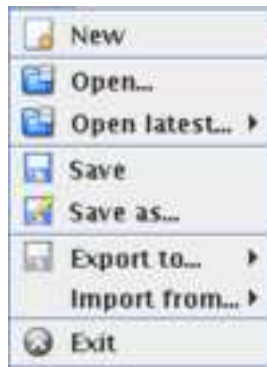 New
Open...
Open latest...
Save
Save as...
Export to...
Import from...
Exit